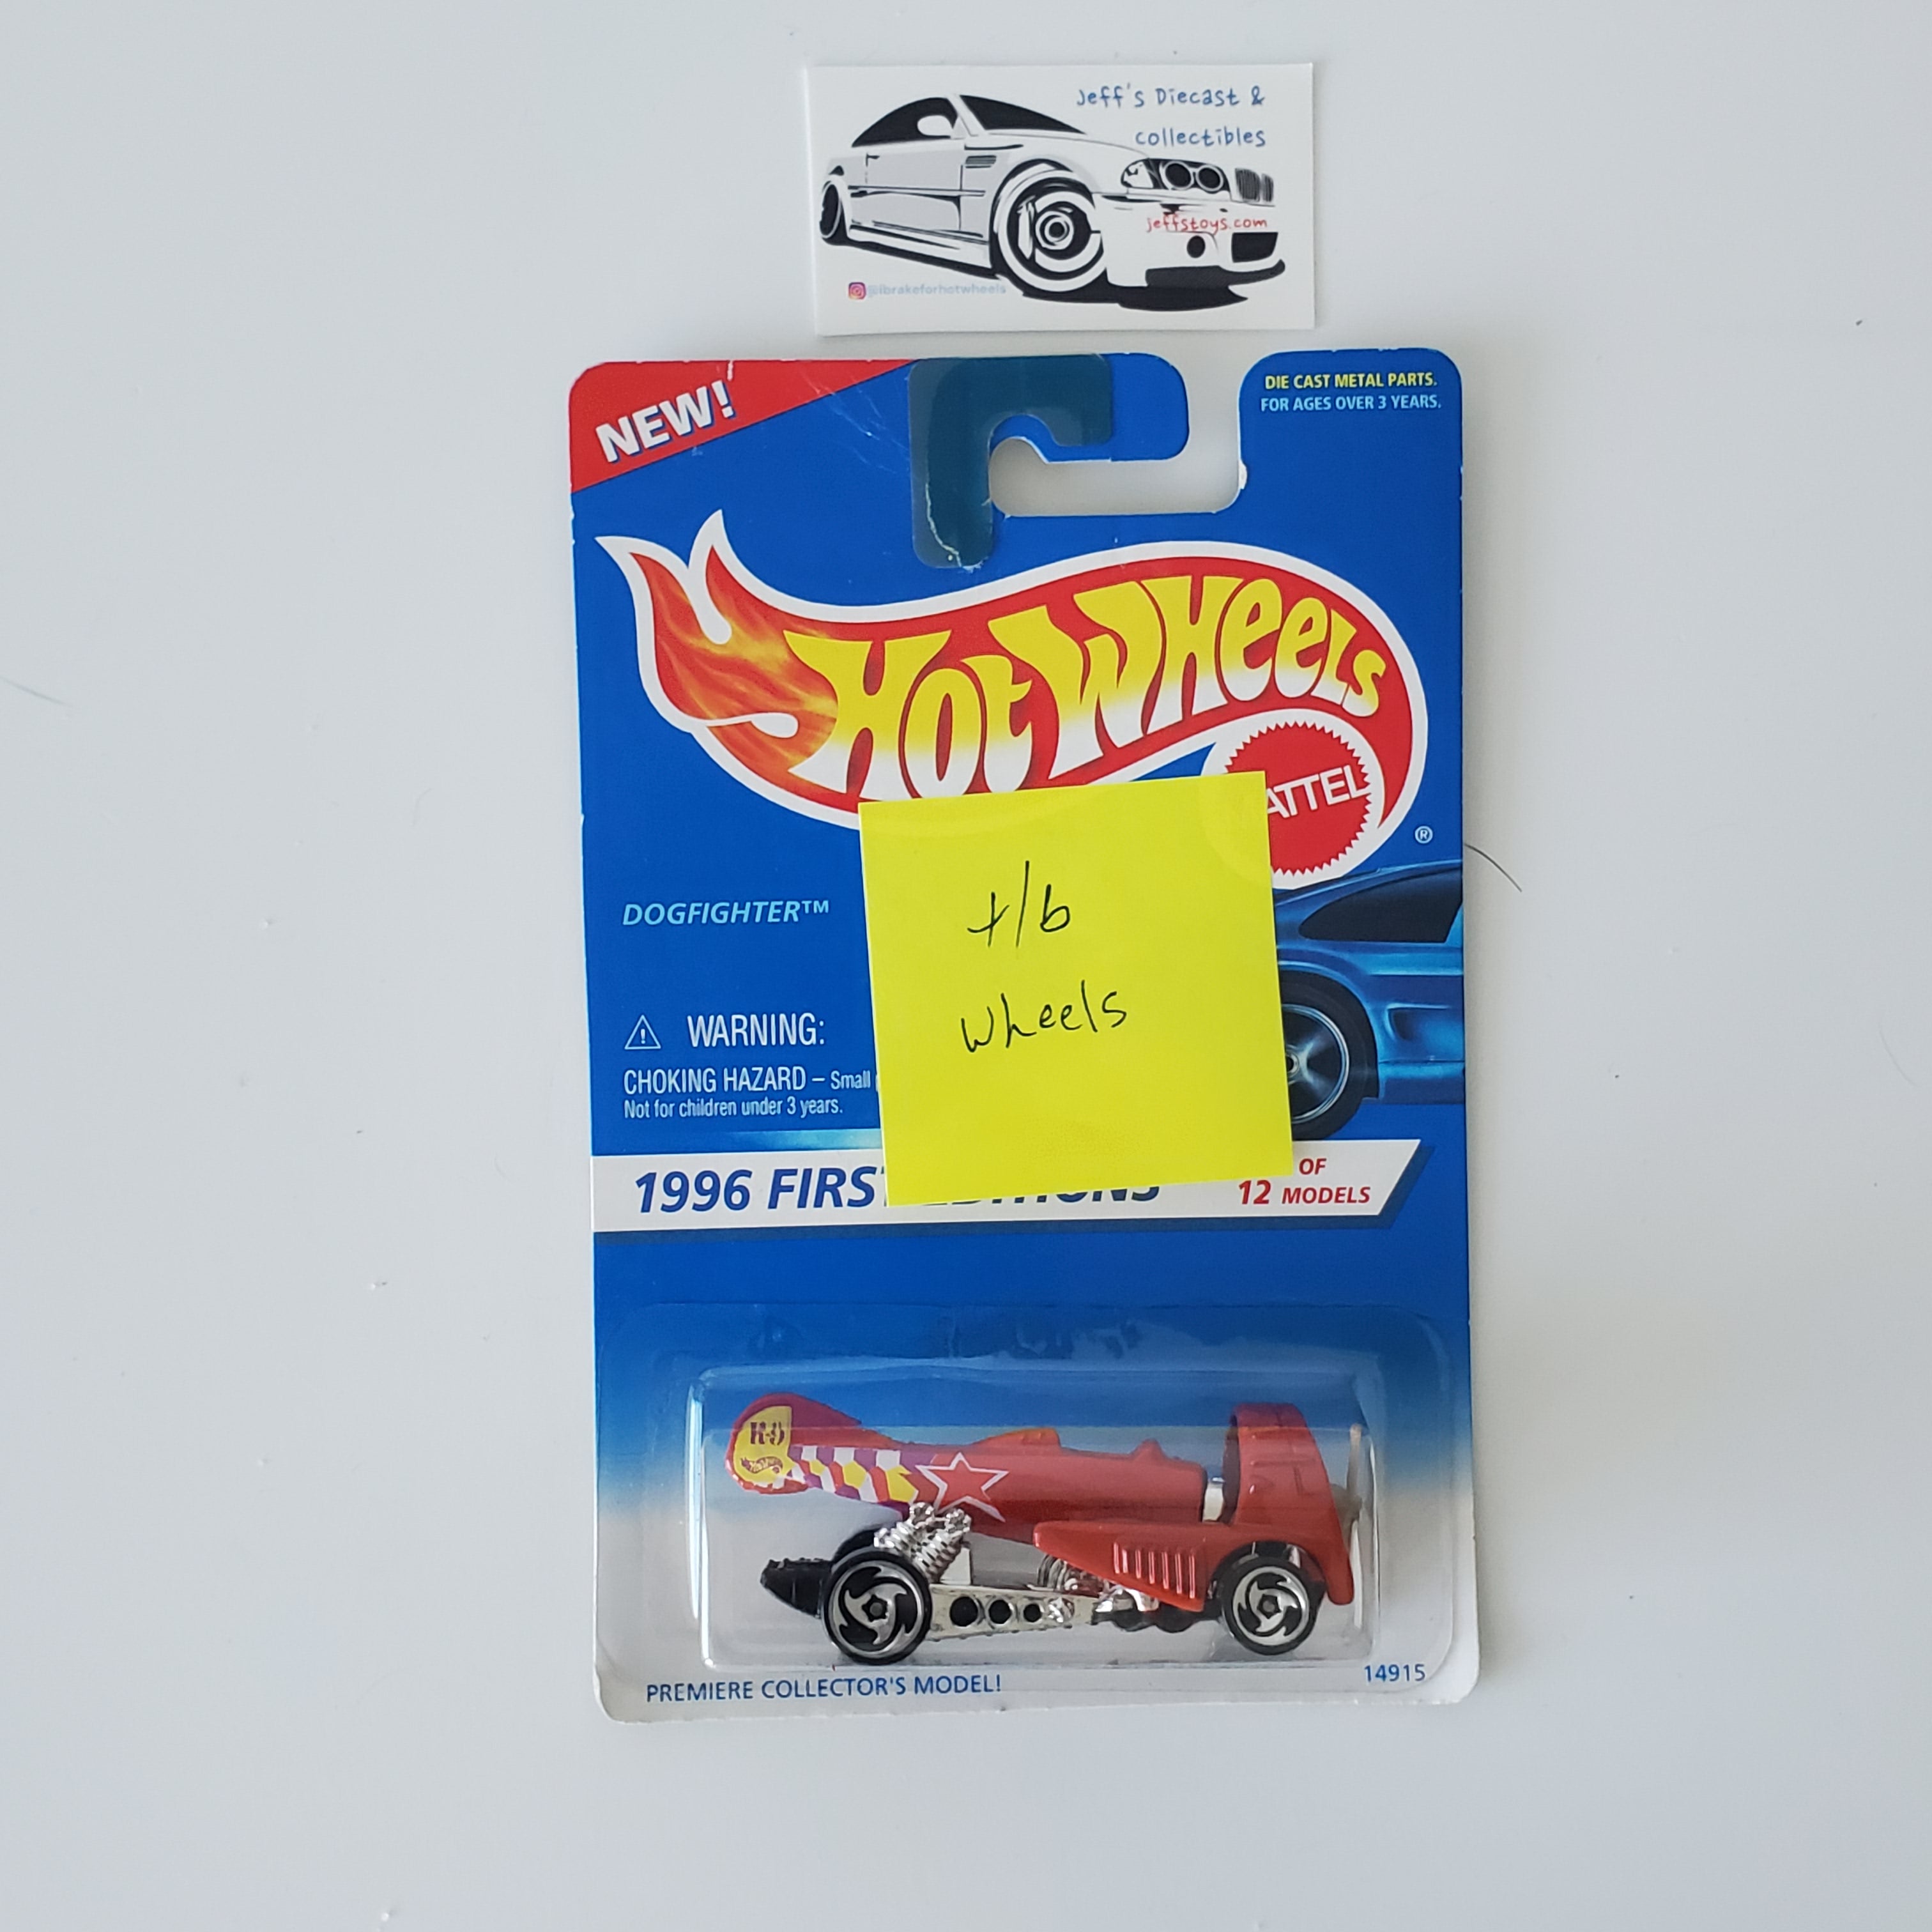 Jeff's Diecast &
collectibles
jeffstoys.com
@ibrakeforhotwheels
NEW!
DIE CAST METAL PARTS.
FOR AGES OVER 3 YEARS.
Hot Wheels
ATTEL
®
DOGFIGHTER™
t/b
wheels
WARNING:
CHOKING HAZARD – Small
Not for children under 3 years.
1996 FIRST EDITIONS
OF
12 MODELS
PREMIERE COLLECTOR'S MODEL!
14915